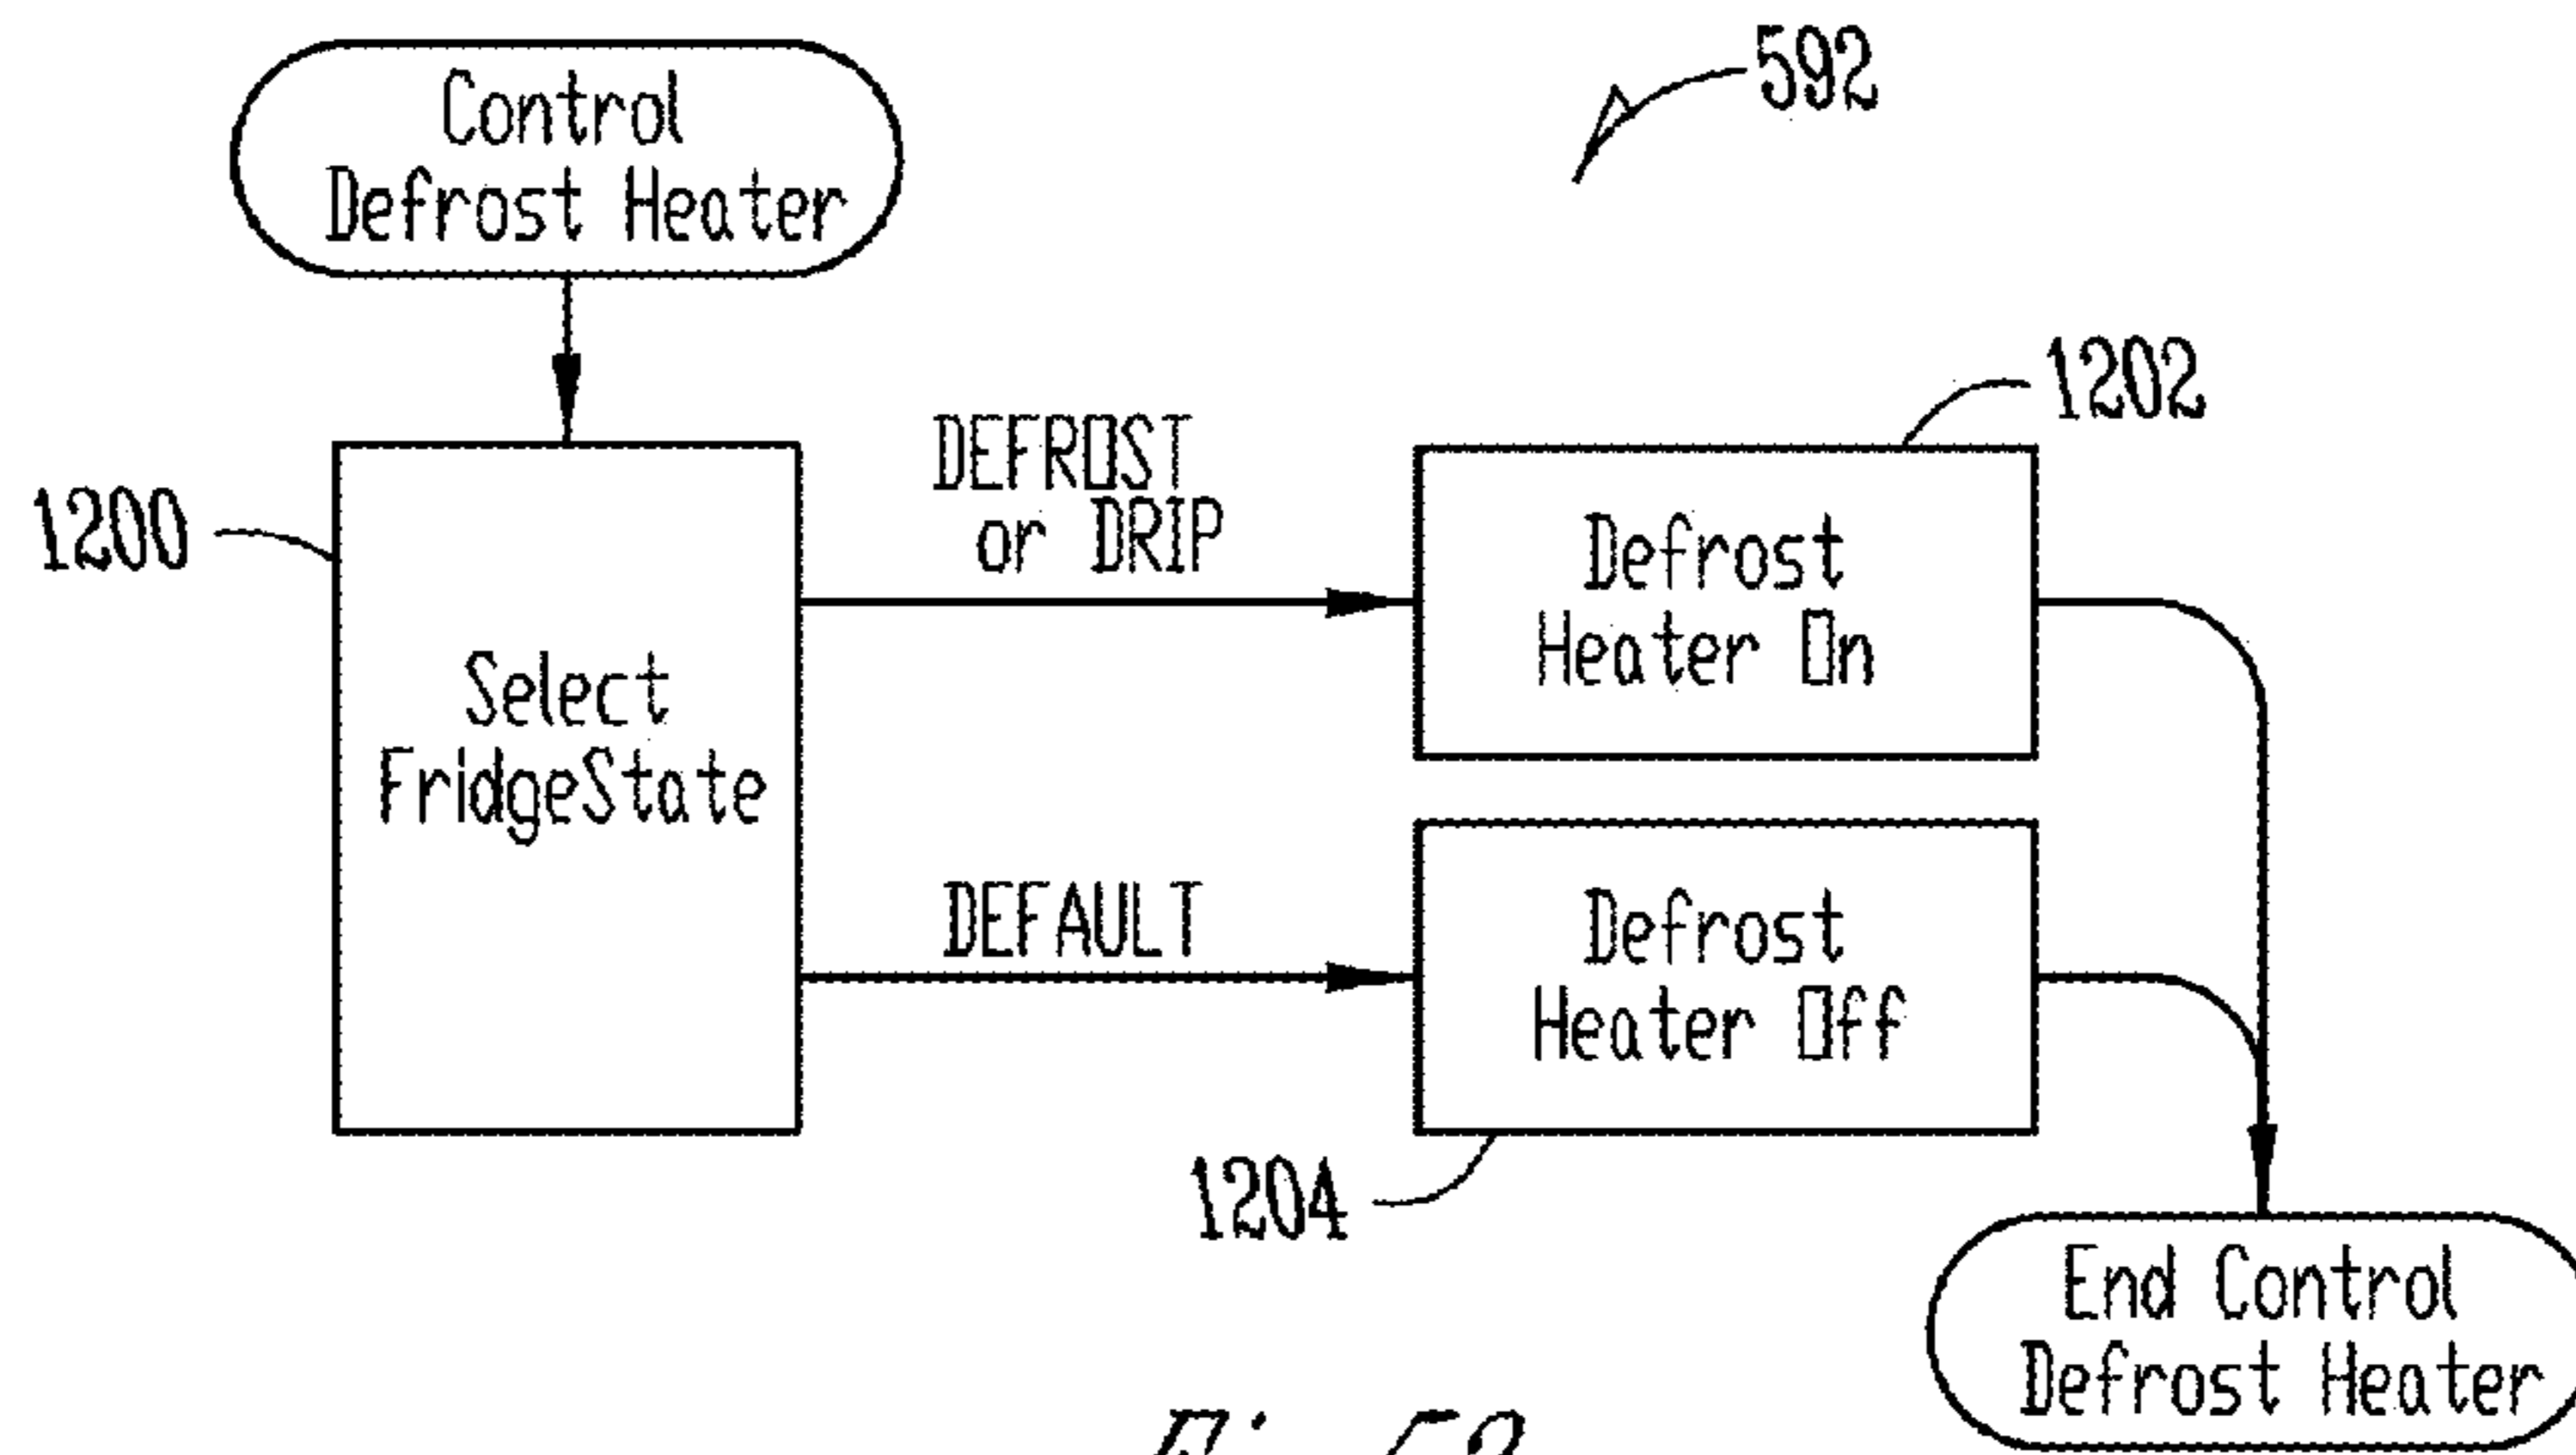 Control
Defrost Heater
592
1200
Select
FridgeState
DEFROST
or DRIP
1202
Defrost
Heater On
DEFAULT
Defrost
Heater Off
1204
End Control
Defrost Heater